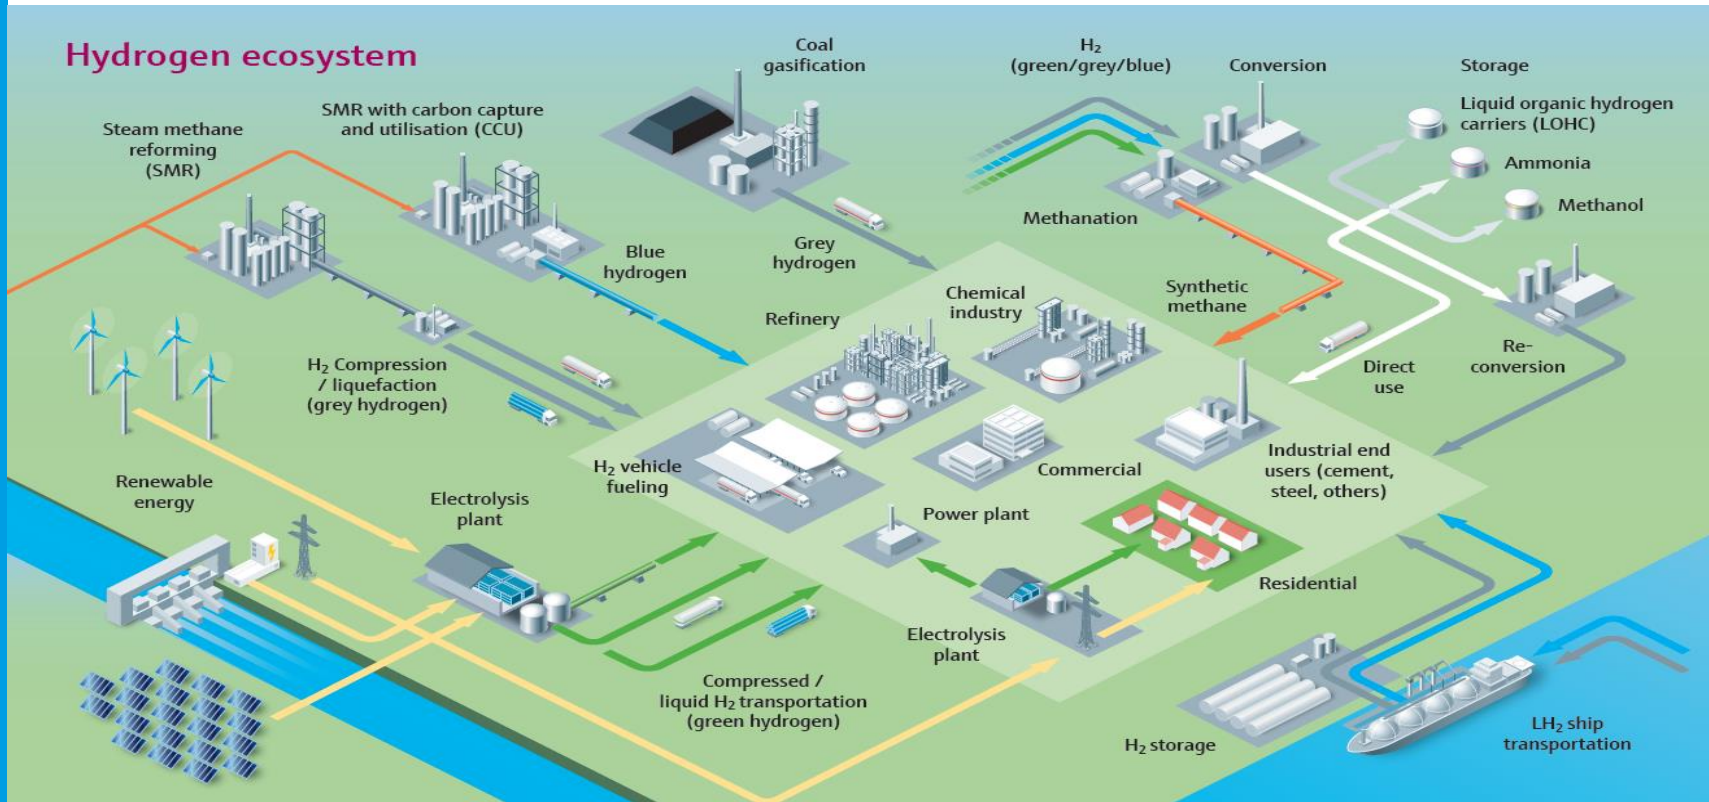 Hydrogen ecosystem
Coal
gasification
H₂
(green/grey/blue)
Conversion
Storage
Steam methane
reforming
(SMR)
SMR with carbon capture
and utilisation (CCU)
Liquid organic hydrogen
carriers (LOHC)
Ammonia
Methanol
Methanation
Blue
hydrogen
Grey
hydrogen
Synthetic
methane
Refinery
Chemical
industry
H₂ Compression
/ liquefaction
(grey hydrogen)
Direct
use
Re-
conversion
H₂ vehicle
fueling
Commercial
Industrial end
users (cement,
steel, others)
Renewable
energy
Electrolysis
plant
Power plant
Residential
Electrolysis
plant
Compressed /
liquid H₂ transportation
(green hydrogen)
H₂ storage
LH₂ ship
transportation